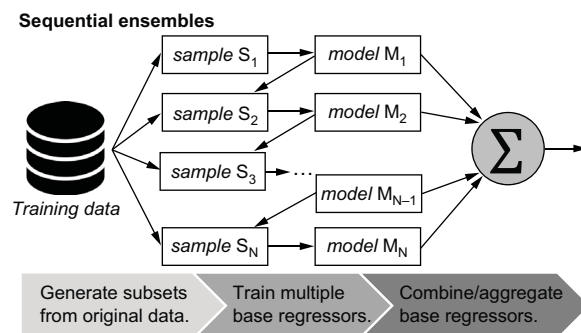 Sequential ensembles
sample S1
model M1
sample S2
model M2
sample S3
...
model MN–1
sample SN
model MN
Σ
Training data
Generate subsets
from original data.
Train multiple
base regressors.
Combine/aggregate
base regressors.